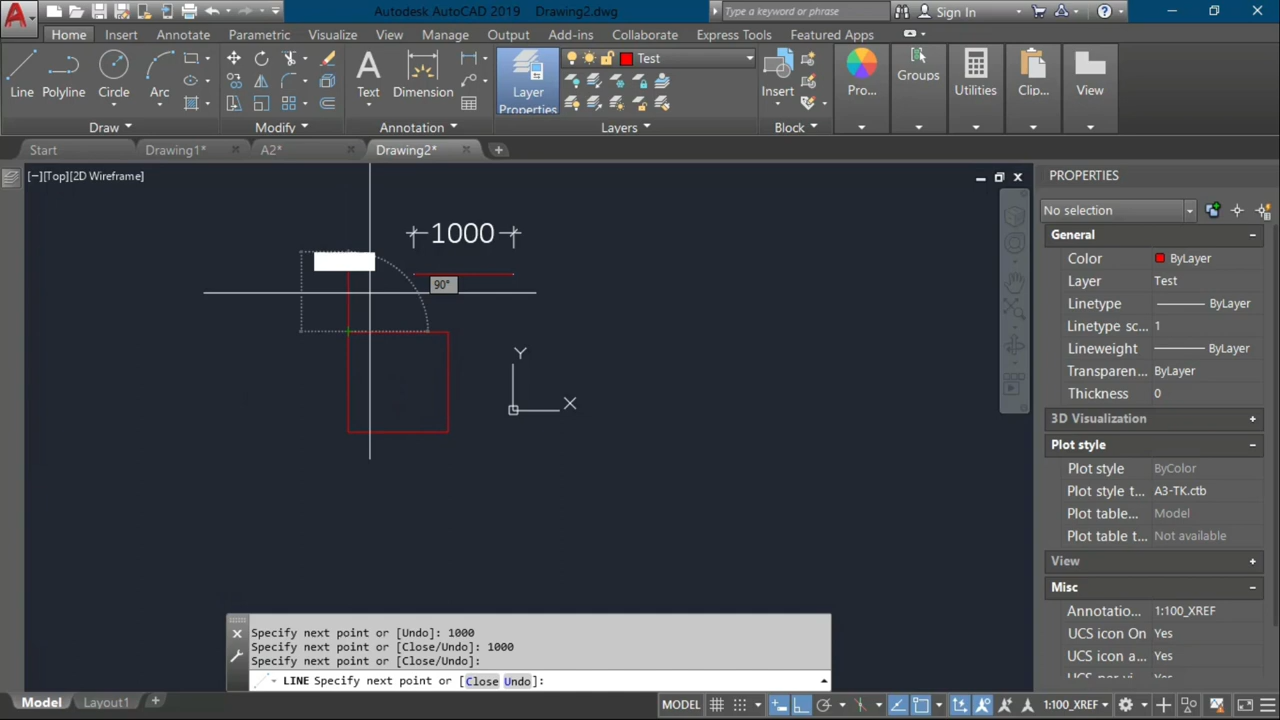 Autodesk AutoCAD 2019 Drawing2.dwg
Type a keyword or phrase
Sign In
Home Insert Annotate Parametric Visualize View Manage Output Add-ins Collaborate Express Tools Featured Apps
Test
Line Polyline Circle Arc
Text Dimension
Layer
Properties
Insert
Pro...
Groups
Utilities
Clip...
View
Draw Modify Annotation Layers Block
Start Drawing1* A2* Drawing2*
[−][Top][2D Wireframe]
1000
90°
Y
X
PROPERTIES
No selection
General
Color ByLayer
Layer Test
Linetype ByLayer
Linetype sc... 1
Lineweight ByLayer
Transparen... ByLayer
Thickness 0
3D Visualization
Plot style
Plot style ByColor
Plot style t... A3-TK.ctb
Plot table... Model
Plot table t... Not available
View
Misc
Annotatio... 1:100_XREF
UCS icon On Yes
UCS icon a... Yes
Specify next point or [Undo]: 1000
Specify next point or [Close/Undo]: 1000
Specify next point or [Close/Undo]:
LINE Specify next point or [Close Undo]:
Model Layout1
MODEL
1:100_XREF